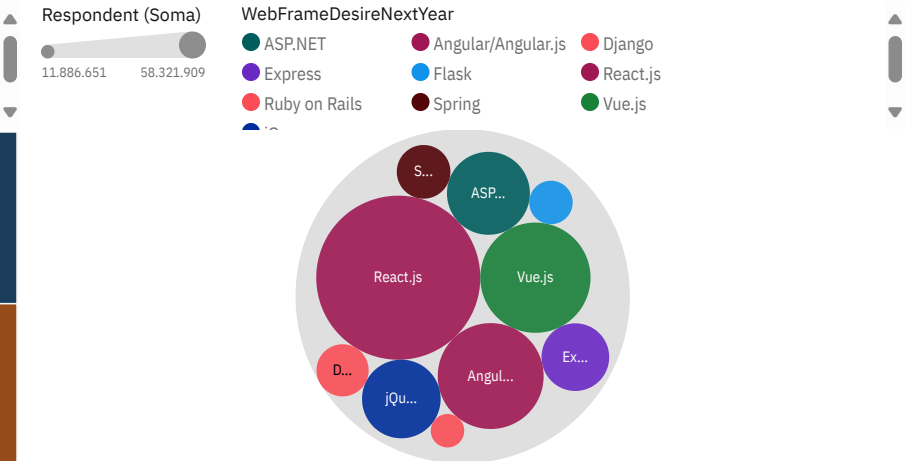 Respondent (Soma)
11.886.651 58.321.909
WebFrameDesireNextYear
ASP.NET Angular/Angular.js Django
Express Flask React.js
Ruby on Rails Spring Vue.js
S...
ASP...
React.js
Vue.js
Ex...
D...
Angul...
jQu...